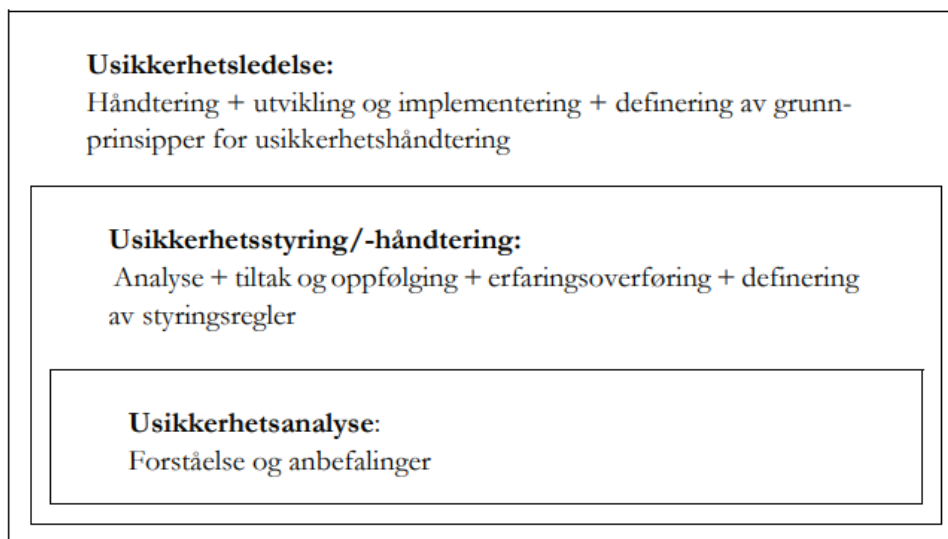 Usikkerhetsledelse:
Håndtering + utvikling og implementering + definering av grunn-
prinsipper for usikkerhetshåndtering
Usikkerhetsstyring/-håndtering:
Analyse + tiltak og oppfølging + erfaringsoverføring + definering
av styringsregler
Usikkerhetsanalyse:
Forståelse og anbefalinger